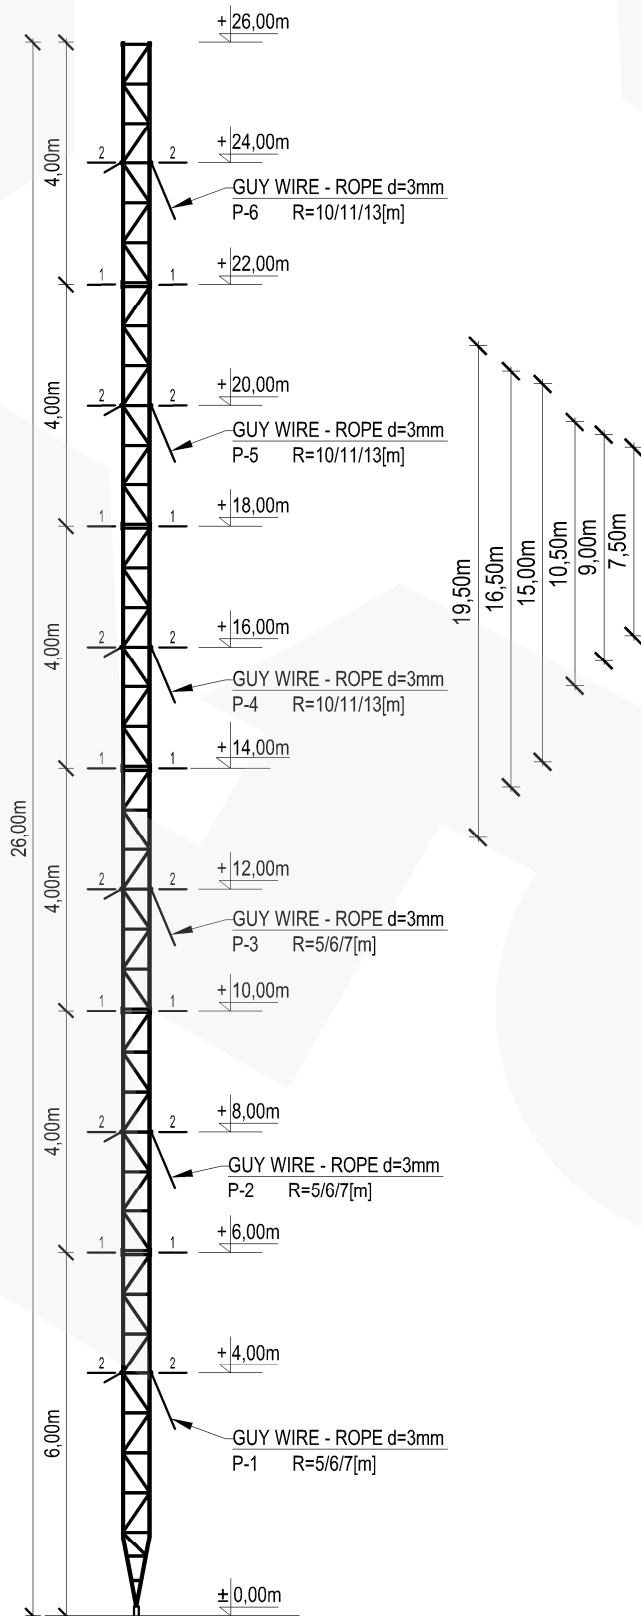 + 26,00m
+ 24,00m
2 2
GUY WIRE - ROPE d=3mm
P-6 R=10/11/13[m]
4,00m
+ 22,00m
1 1
+ 20,00m
2 2
4,00m
GUY WIRE - ROPE d=3mm
P-5 R=10/11/13[m]
+ 18,00m
1 1
19,50m
16,50m
15,00m
10,50m
9,00m
7,50m
+ 16,00m
2 2
4,00m
GUY WIRE - ROPE d=3mm
P-4 R=10/11/13[m]
+ 14,00m
1 1
26,00m
+ 12,00m
2 2
4,00m
GUY WIRE - ROPE d=3mm
P-3 R=5/6/7[m]
+ 10,00m
1 1
+ 8,00m
2 2
4,00m
GUY WIRE - ROPE d=3mm
P-2 R=5/6/7[m]
+ 6,00m
1 1
+ 4,00m
2 2
6,00m
GUY WIRE - ROPE d=3mm
P-1 R=5/6/7[m]
± 0,00m